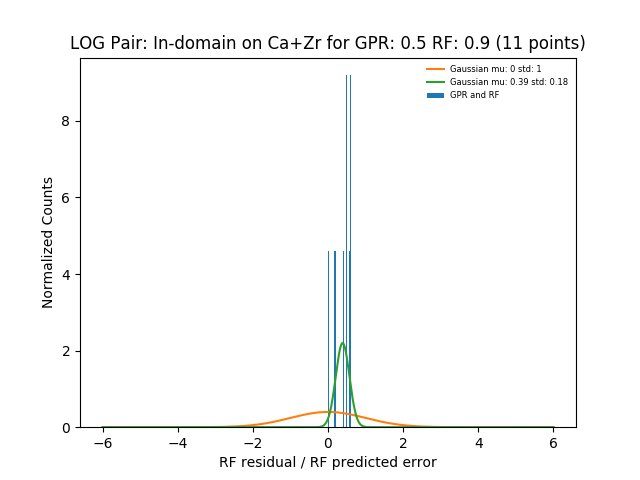 LOG Pair: In-domain on Ca+Zr for GPR: 0.5 RF: 0.9 (11 points)
Gaussian mu: 0 std: 1
Gaussian mu: 0.39 std: 0.18
GPR and RF
Normalized Counts
8
6
4
2
0
−6 −4 −2 0 2 4 6
RF residual / RF predicted error